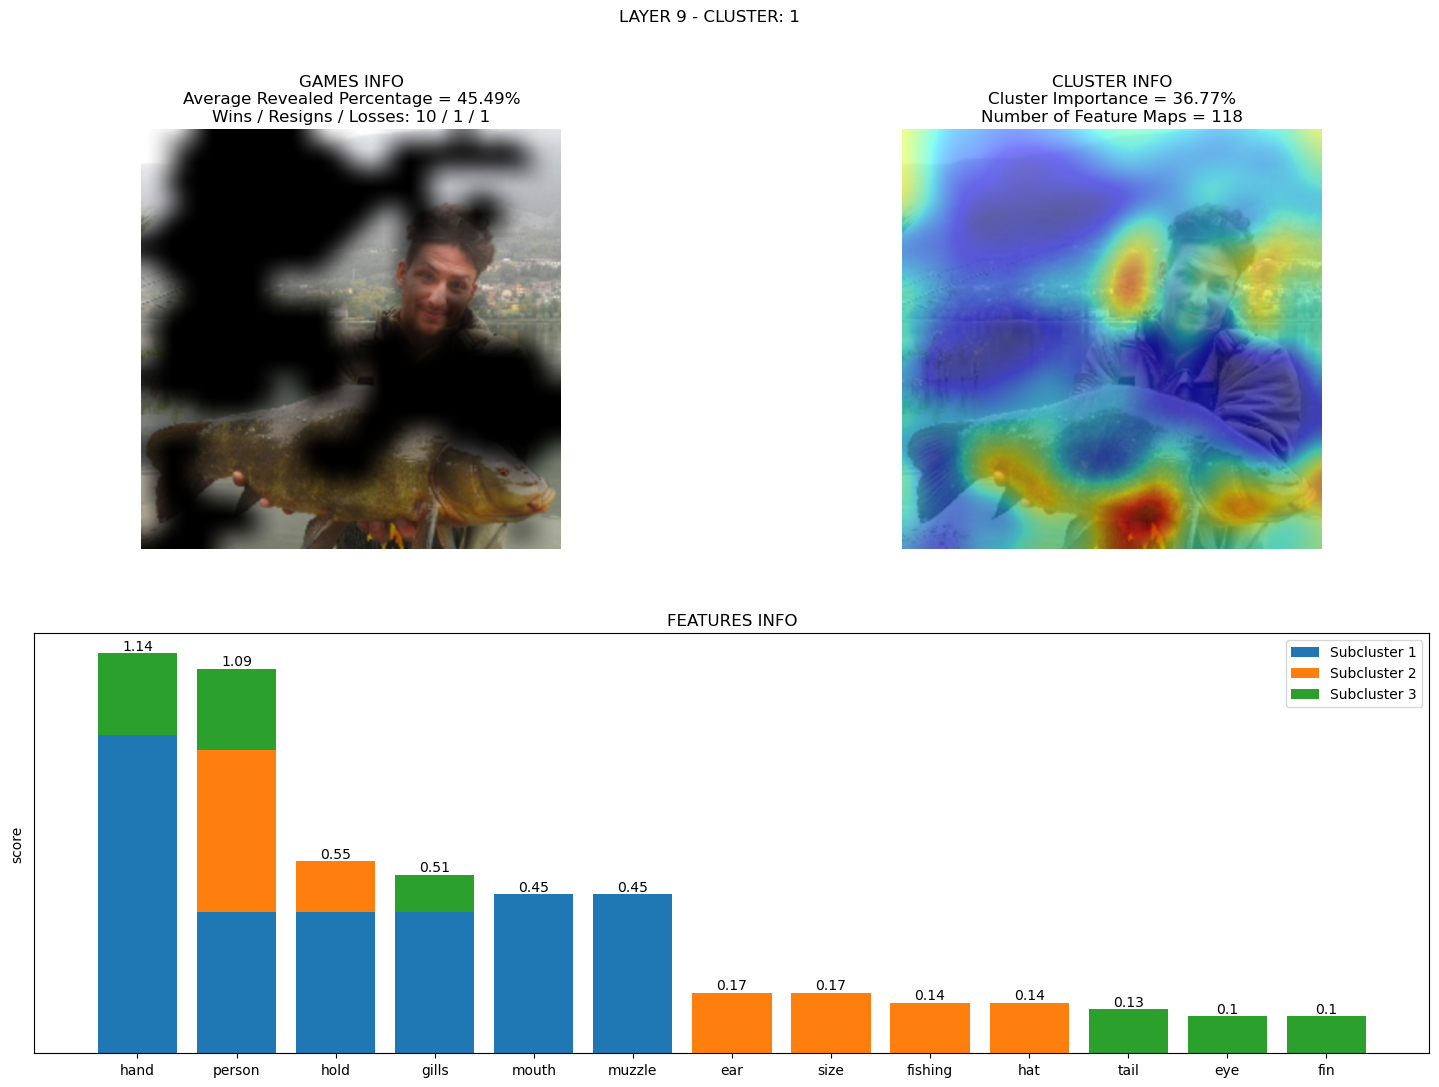 LAYER 9 - CLUSTER: 1
GAMES INFO
Average Revealed Percentage = 45.49%
Wins / Resigns / Losses: 10 / 1 / 1
CLUSTER INFO
Cluster Importance = 36.77%
Number of Feature Maps = 118
FEATURES INFO
score
1.14
1.09
0.55
0.51
0.45
0.45
0.17
0.17
0.14
0.14
0.13
0.1
0.1
Subcluster 1
Subcluster 2
Subcluster 3
hand person hold gills mouth muzzle ear size fishing hat tail eye fin